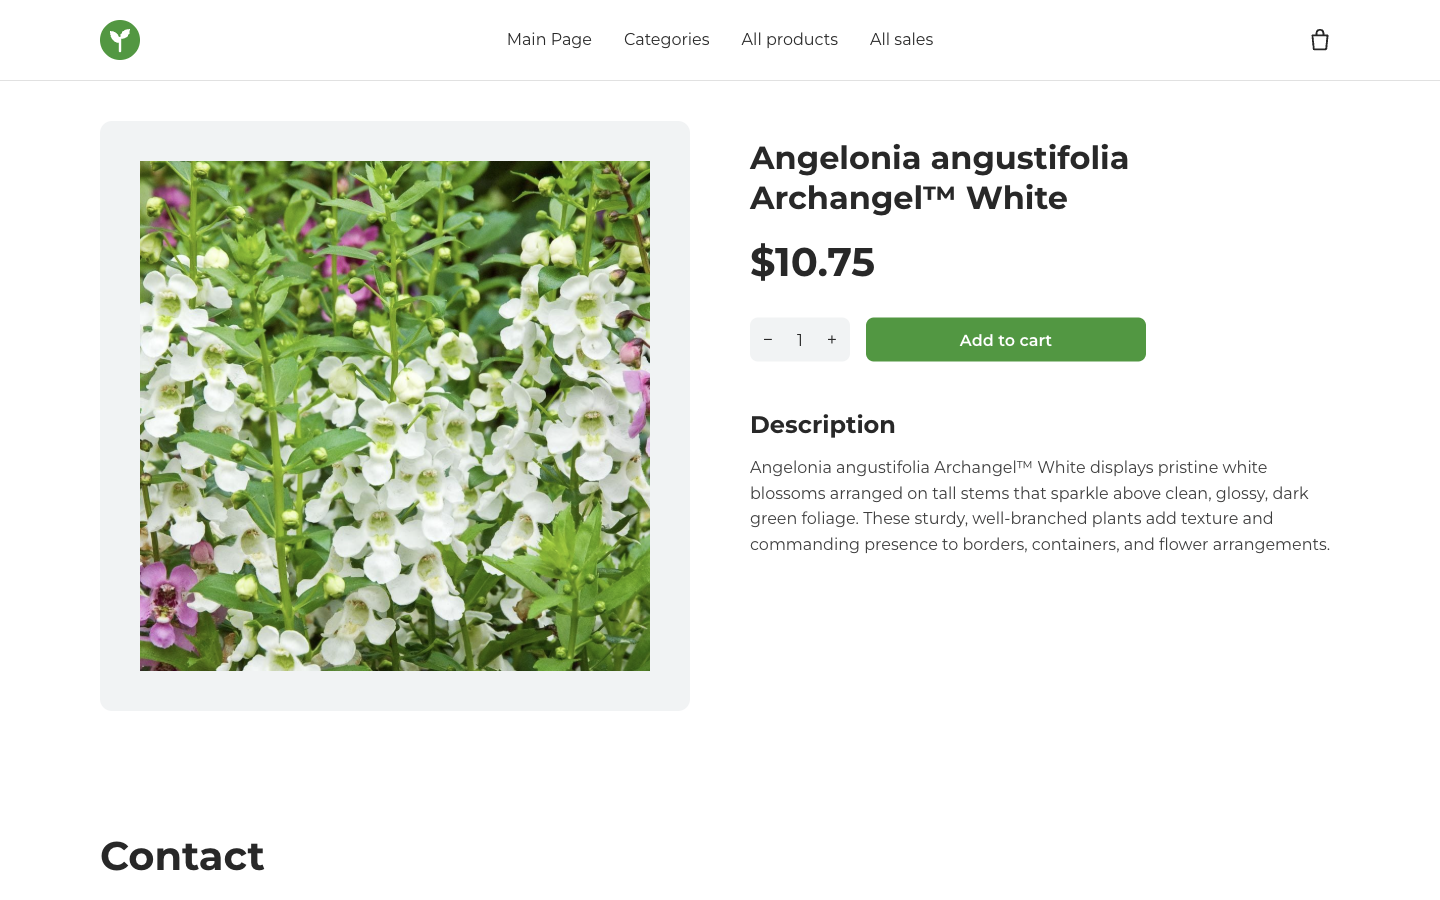 Main Page
Categories
All products
All sales
Angelonia angustifolia
Archangel™ White
$10.75
− 1 +
Add to cart
Description
Angelonia angustifolia Archangel™ White displays pristine white
blossoms arranged on tall stems that sparkle above clean, glossy, dark
green foliage. These sturdy, well-branched plants add texture and
commanding presence to borders, containers, and flower arrangements.
Contact